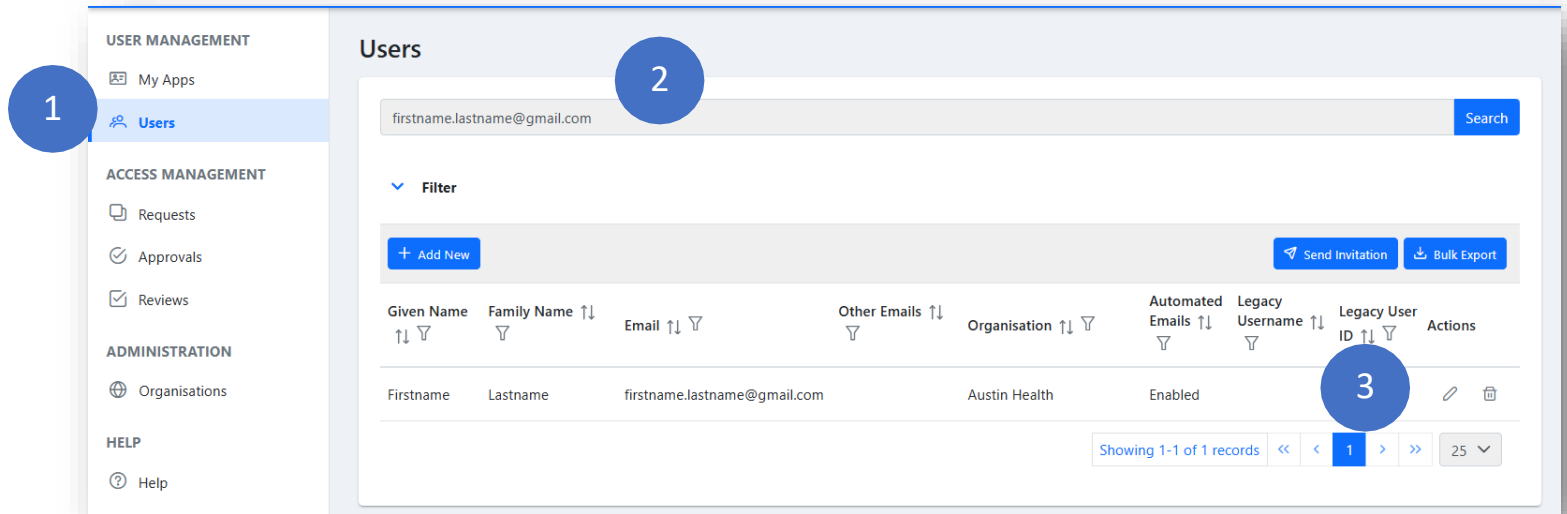 USER MANAGEMENT
My Apps
1
Users
ACCESS MANAGEMENT
Requests
Approvals
Reviews
ADMINISTRATION
Organisations
HELP
Help
Users
2
firstname.lastname@gmail.com
Search
Filter
+ Add New
Send Invitation
Bulk Export
Given Name
Family Name
Email
Other Emails
Organisation
Automated
Emails
Legacy
Username
Legacy User
ID
Actions
3
Firstname Lastname firstname.lastname@gmail.com Austin Health Enabled
Showing 1-1 of 1 records « ‹ 1 › » 25